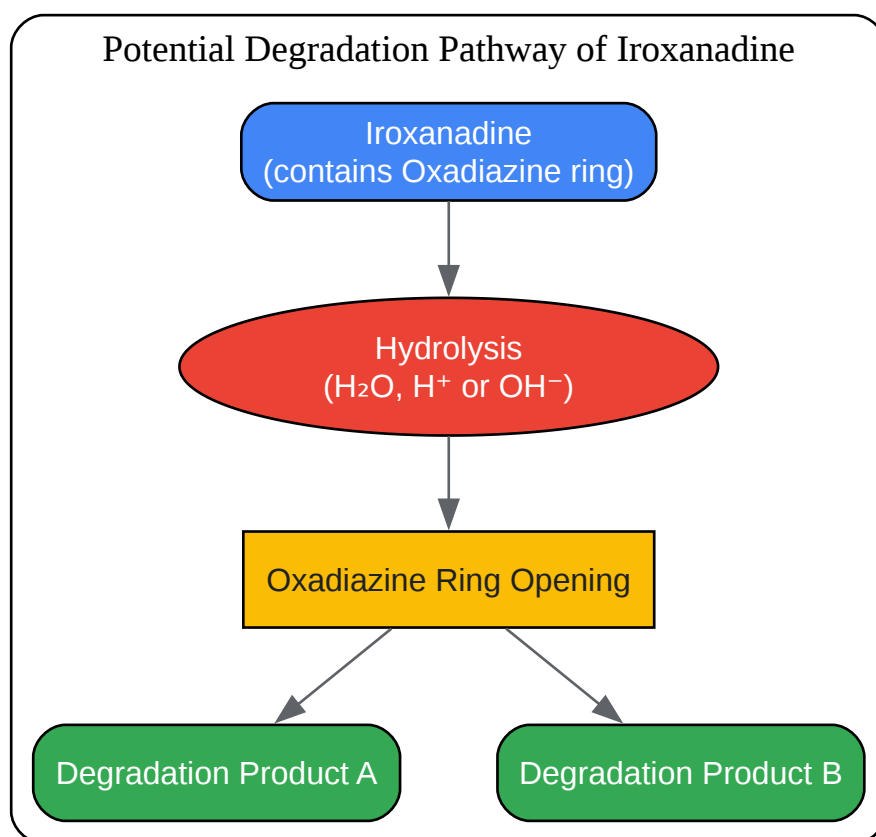 Potential Degradation Pathway of Iroxanadine
Iroxanadine
(contains Oxadiazine ring)
Hydrolysis
(H₂O, H⁺ or OH⁻)
Oxadiazine Ring Opening
Degradation Product A
Degradation Product B